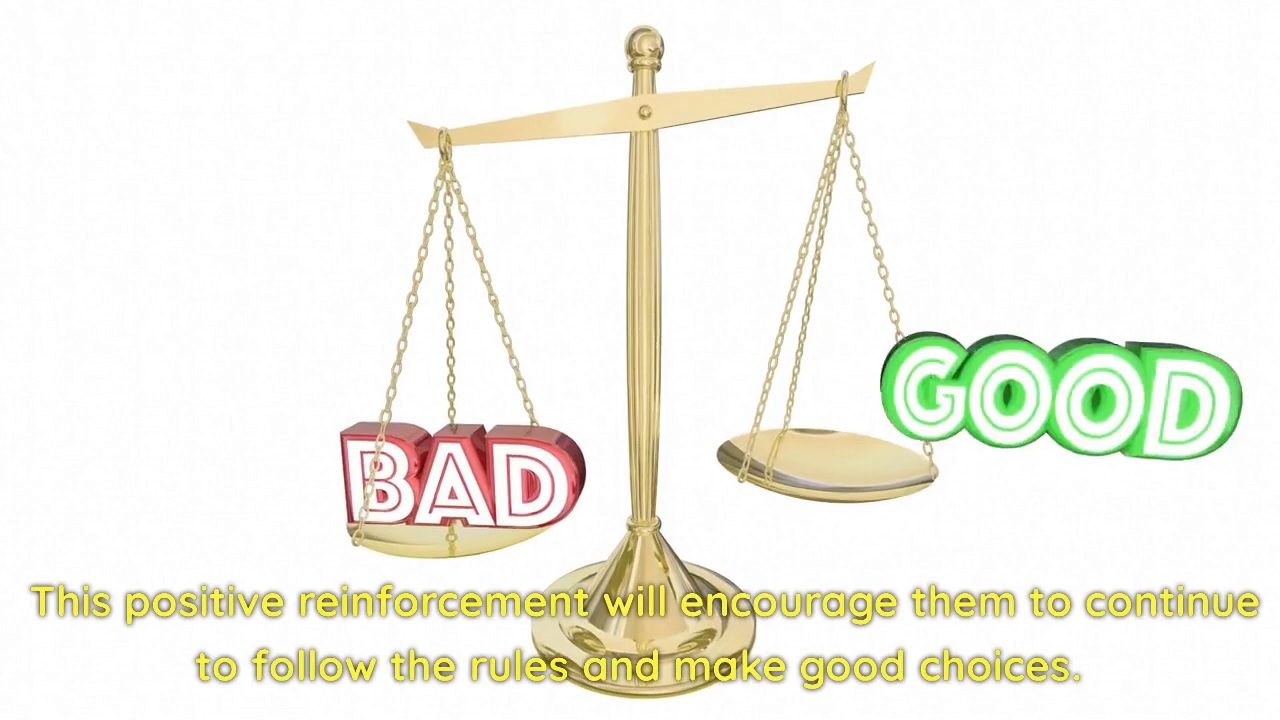 GOOD
BAD
This positive reinforcement will encourage them to continue
to follow the rules and make good choices.